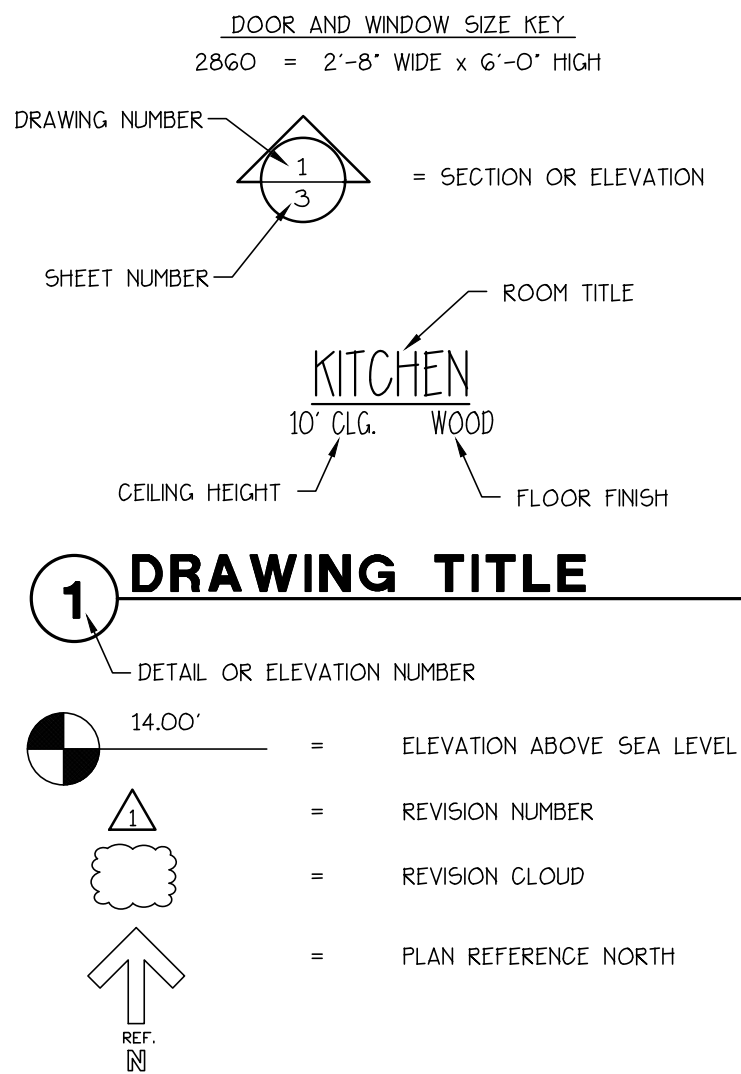 DOOR AND WINDOW SIZE KEY
2860 = 2'-8" WIDE x 6'-0" HIGH
DRAWING NUMBER
1
= SECTION OR ELEVATION
3
SHEET NUMBER
ROOM TITLE
KITCHEN
10' CLG. WOOD
CEILING HEIGHT
FLOOR FINISH
1 DRAWING TITLE
DETAIL OR ELEVATION NUMBER
14.00'
= ELEVATION ABOVE SEA LEVEL
1 = REVISION NUMBER
= REVISION CLOUD
= PLAN REFERENCE NORTH
REF.
N